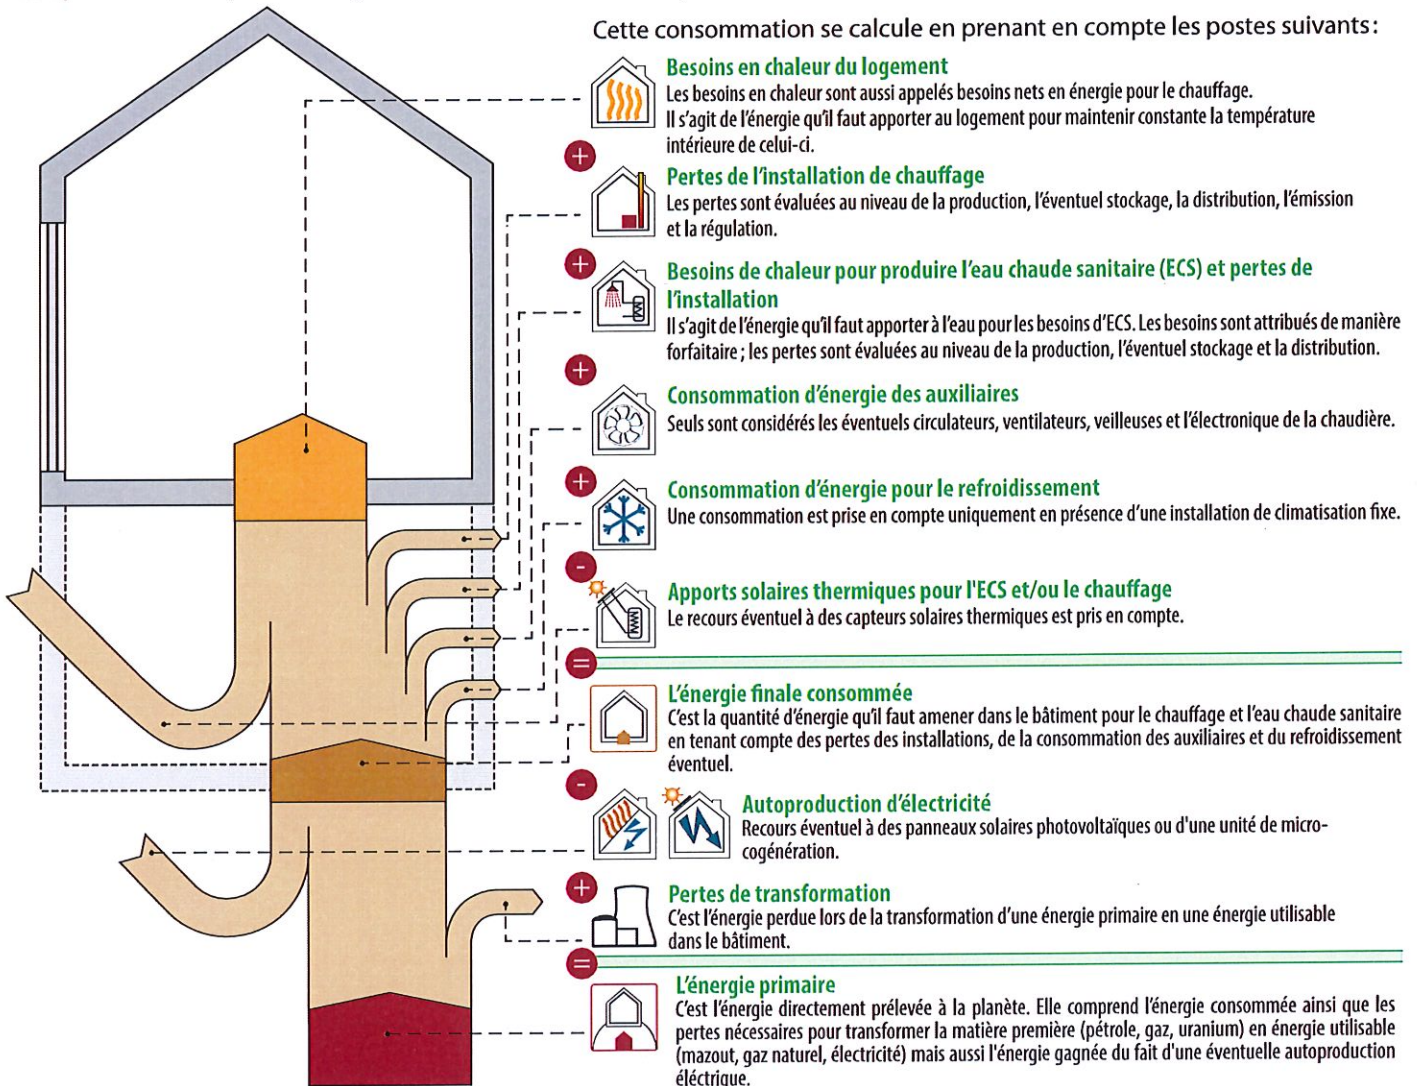 Cette consommation se calcule en prenant en compte les postes suivants :
Besoins en chaleur du logement
Les besoins en chaleur sont aussi appelés besoins nets en énergie pour le chauffage.
Il s'agit de l'énergie qu'il faut apporter au logement pour maintenir constante la température
intérieure de celui-ci.
+
Pertes de l'installation de chauffage
Les pertes sont évaluées au niveau de la production, l'éventuel stockage, la distribution, l'émission
et la régulation.
+
Besoins de chaleur pour produire l'eau chaude sanitaire (ECS) et pertes de
l'installation
Il s'agit de l'énergie qu'il faut apporter à l'eau pour les besoins d'ECS. Les besoins sont attribués de manière
forfaitaire ; les pertes sont évaluées au niveau de la production, l'éventuel stockage et la distribution.
+
Consommation d'énergie des auxiliaires
Seuls sont considérés les éventuels circulateurs, ventilateurs, veilleuses et l'électronique de la chaudière.
+
Consommation d'énergie pour le refroidissement
Une consommation est prise en compte uniquement en présence d'une installation de climatisation fixe.
-
Apports solaires thermiques pour l'ECS et/ou le chauffage
Le recours éventuel à des capteurs solaires thermiques est pris en compte.
=
L'énergie finale consommée
C'est la quantité d'énergie qu'il faut amener dans le bâtiment pour le chauffage et l'eau chaude sanitaire
en tenant compte des pertes des installations, de la consommation des auxiliaires et du refroidissement
éventuel.
-
Autoproduction d'électricité
Recours éventuel à des panneaux solaires photovoltaïques ou d'une unité de micro-
cogénération.
+
Pertes de transformation
C'est l'énergie perdue lors de la transformation d'une énergie primaire en une énergie utilisable
dans le bâtiment.
=
L'énergie primaire
C'est l'énergie directement prélevée à la planète. Elle comprend l'énergie consommée ainsi que les
pertes nécessaires pour transformer la matière première (pétrole, gaz, uranium) en énergie utilisable
(mazout, gaz naturel, électricité) mais aussi l'énergie gagnée du fait d'une éventuelle autoproduction
éléctrique.